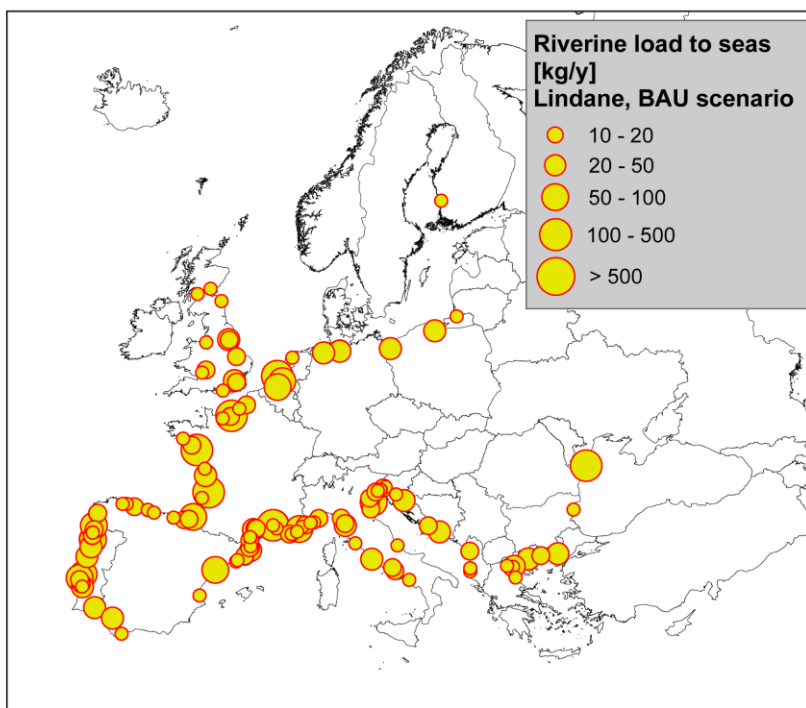 Riverine load to seas
[kg/y]
Lindane, BAU scenario
10 - 20
20 - 50
50 - 100
100 - 500
> 500